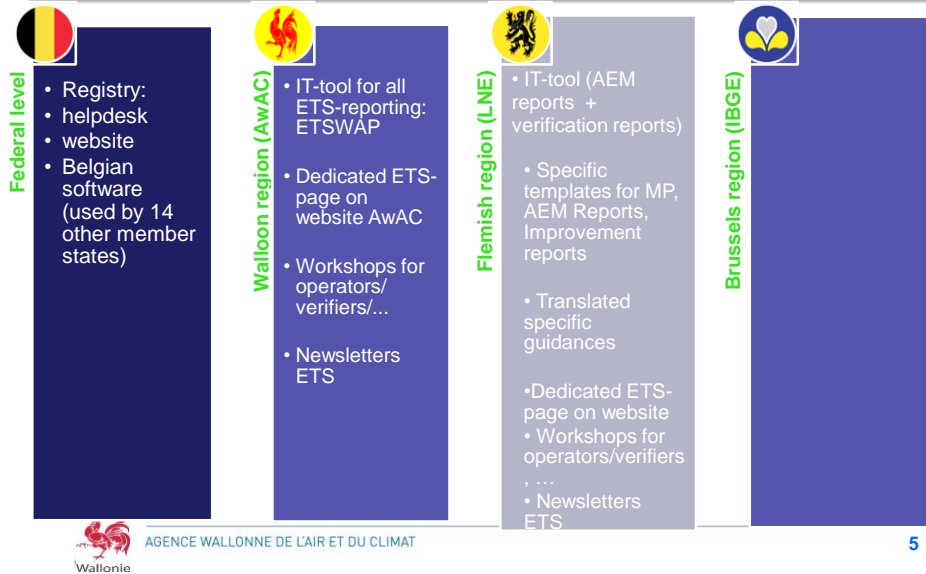 Federal level
• Registry:
• helpdesk
• website
• Belgian
software
(used by 14
other member
states)
Walloon region (AwAC)
• IT-tool for all
ETS-reporting:
ETSWAP
• Dedicated ETS-
page on
website AwAC
• Workshops for
operators/
verifiers/...
• Newsletters
ETS
Flemish region (LNE)
• IT-tool (AEM
reports +
verification reports)
• Specific
templates for MP,
AEM Reports,
Improvement
reports
• Translated
specific
guidances
•Dedicated ETS-
page on website
• Workshops for
operators/verifiers
, …
• Newsletters
ETS
Brussels region (IBGE)
Wallonie
AGENCE WALLONNE DE L'AIR ET DU CLIMAT
5